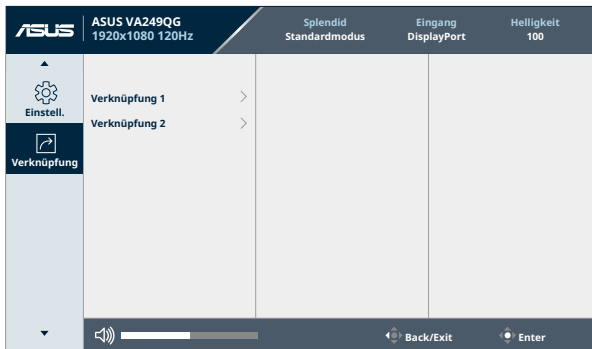 ASUS
ASUS VA249QG
1920x1080 120Hz
Splendid
Standardmodus
Eingang
DisplayPort
Helligkeit
100
Einstell.
Verknüpfung
Verknüpfung 1
Verknüpfung 2
Back/Exit
Enter